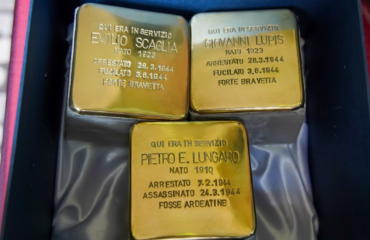 QUI ERA IN SERVIZIO
EMILIO SCAGLIA
NATO
ARRESTATO 28.3.1944
FUCILATO 3.6.1944
FORTE BRAVETTA
QUI ERA IN SERVIZIO
GIOVANNI LUPIS
NATO 1923
ARRESTATO 28.3.1944
FUCILATO 3.6.1944
FORTE BRAVETTA
QUI ERA IN SERVIZIO
PIETRO E. LUNGARO
NATO 1910
ARRESTATO 7.2.1944
ASSASSINATO 24.3.1944
FOSSE ARDEATINE